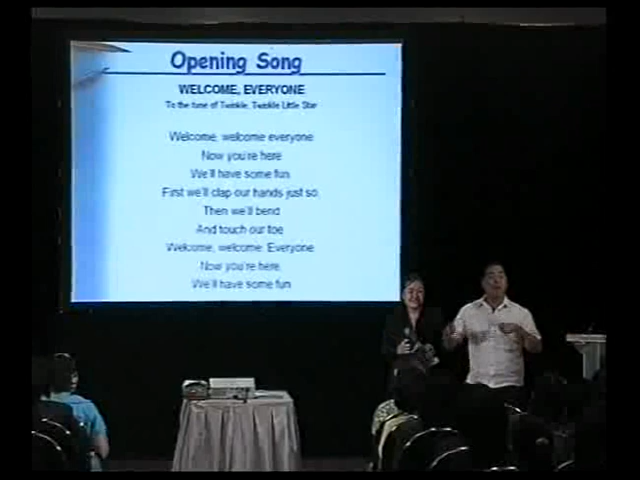 Opening Song
WELCOME, EVERYONE
To the tune of Twinkle, Twinkle Little Star
Welcome, welcome everyone
Now you're here
We'll have some fun.
First we'll clap our hands just so.
Then we'll bend
And touch our toe
Welcome, welcome. Everyone
Now you're here,
We'll have some fun